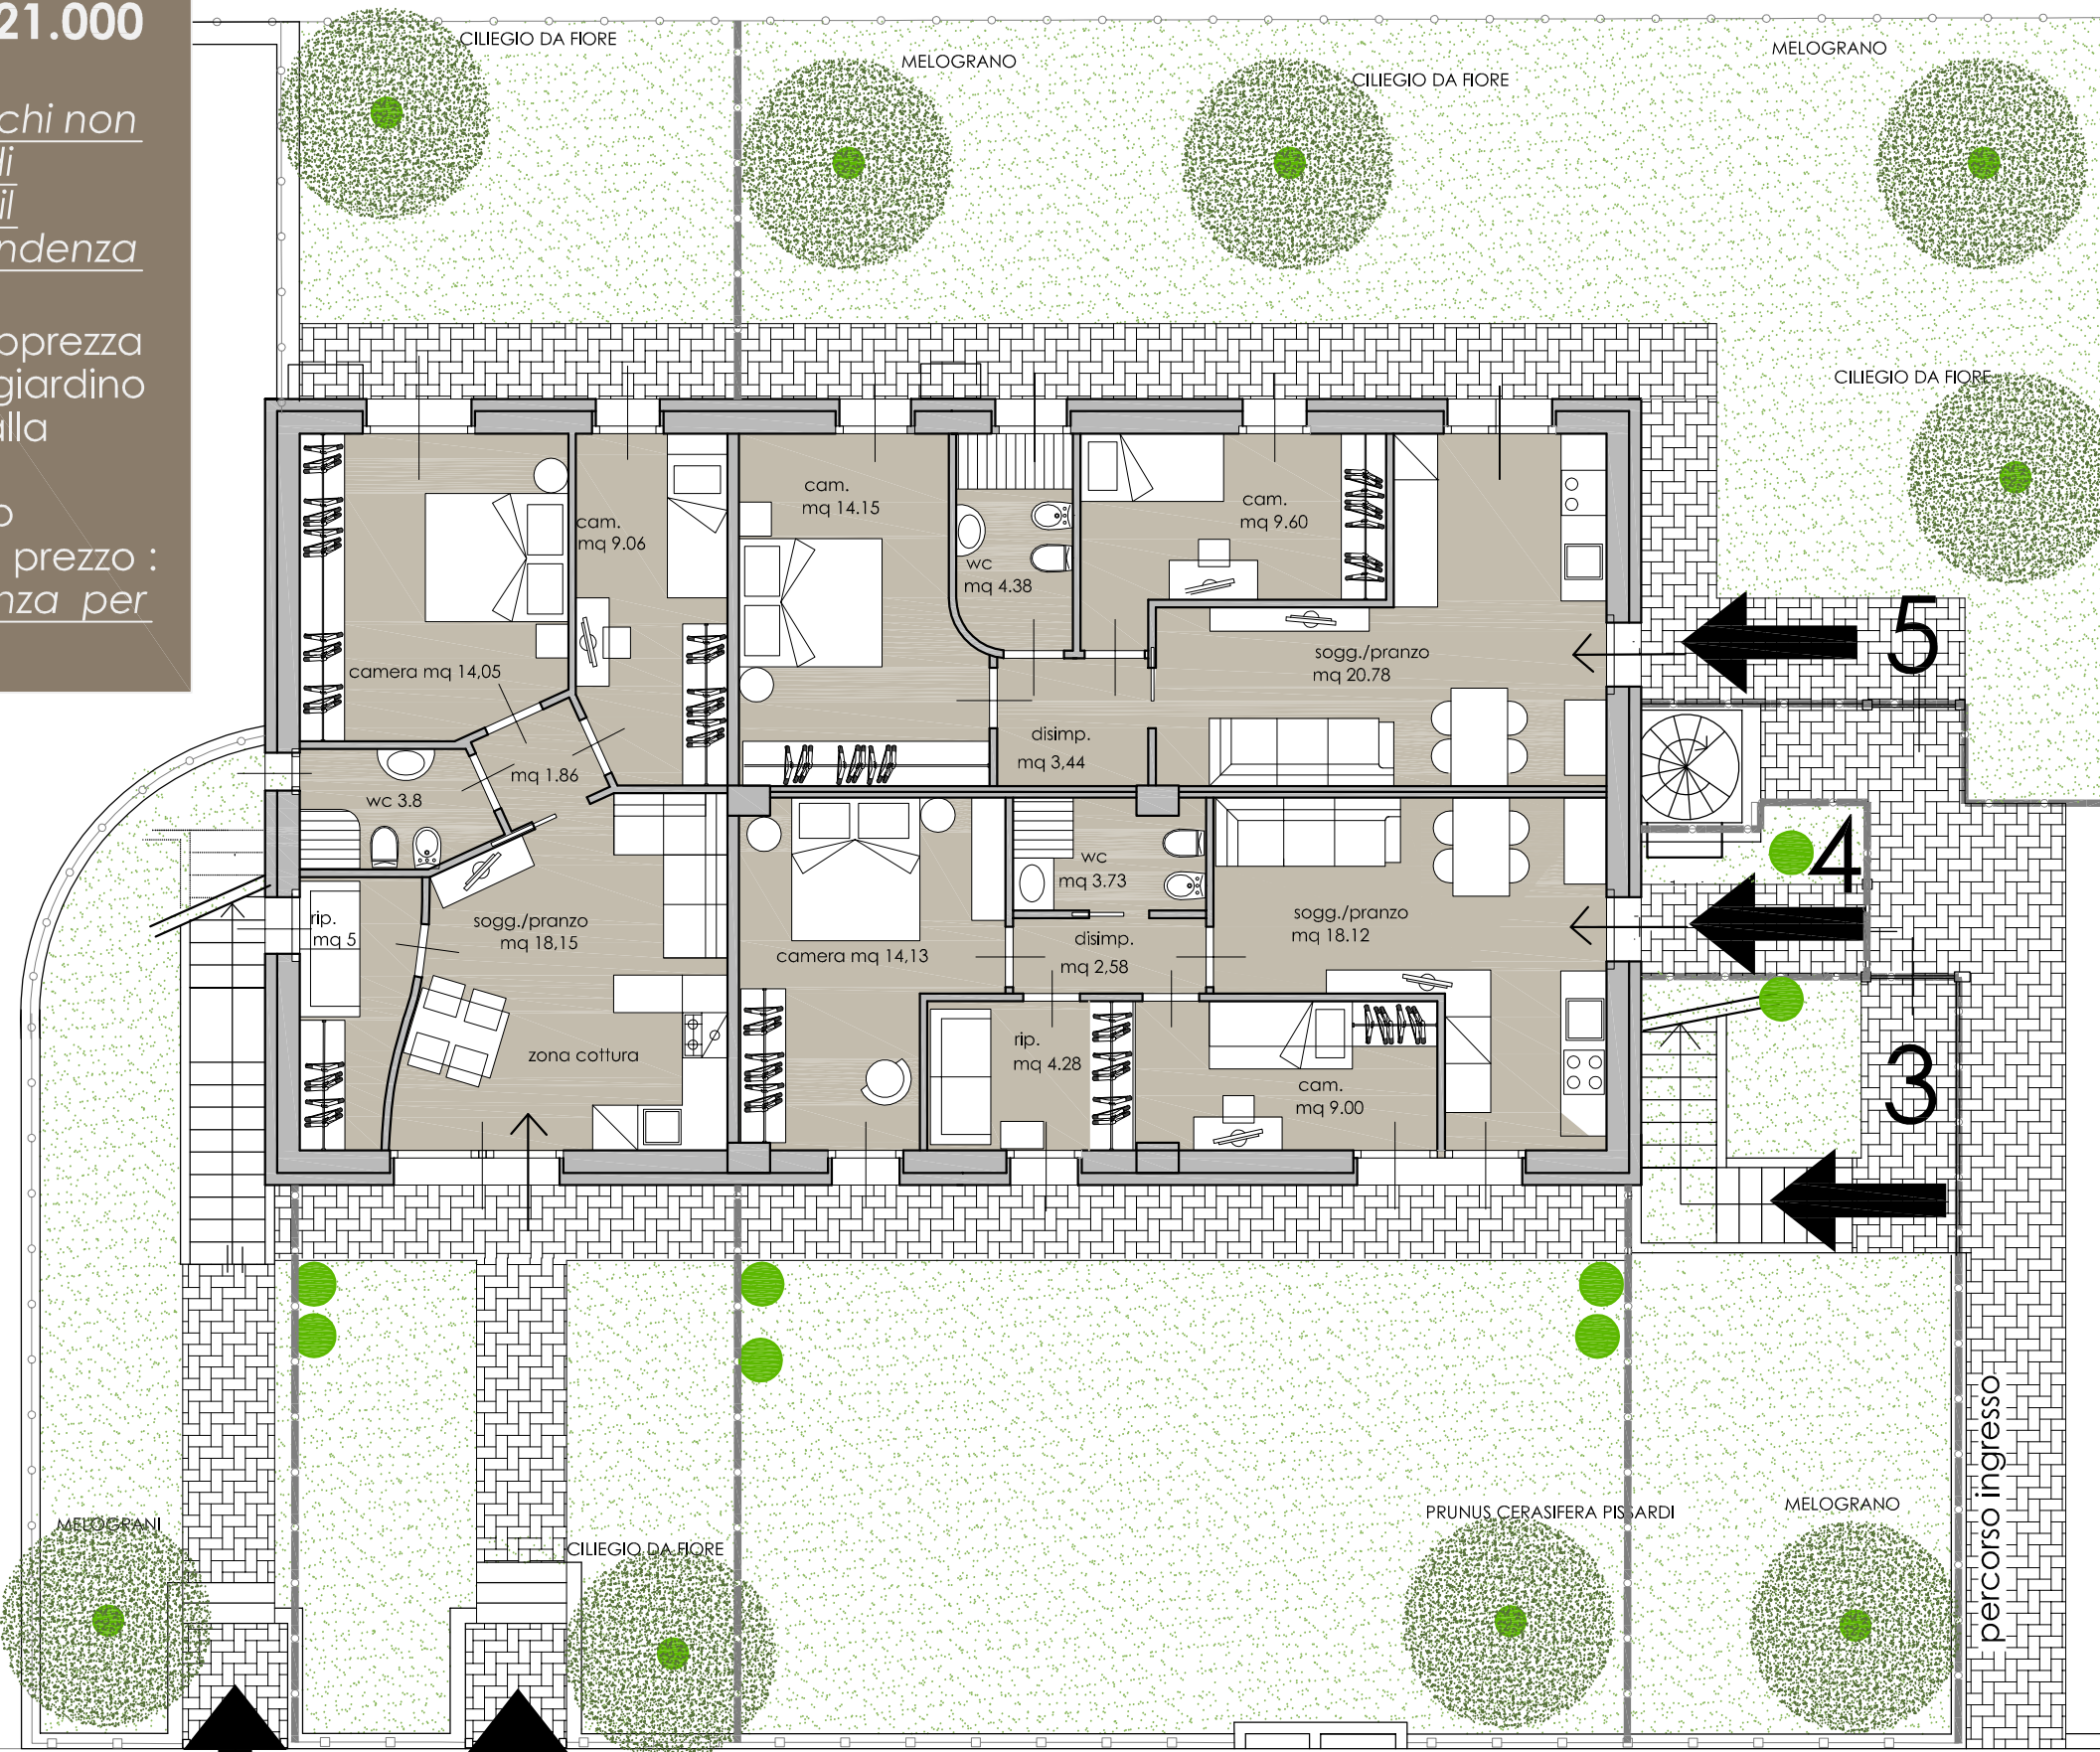 21.000
chi non
di
il
ndenza
pprezza
giardino
alla
o
prezzo :
nza per
CILIEGIO DA FIORE
MELOGRANO
CILIEGIO DA FIORE
MELOGRANO
CILIEGIO DA FIORE
cam.
mq 9.06
cam.
mq 14.15
wc
mq 4.38
cam.
mq 9.60
camera mq 14,05
sogg./pranzo
mq 20.78
5
disimp.
mq 3,44
mq 1.86
wc 3.8
4
wc
mq 3.73
rip.
mq 5
sogg./pranzo
mq 18,15
camera mq 14,13
disimp.
mq 2,58
sogg./pranzo
mq 18.12
zona cottura
rip.
mq 4.28
cam.
mq 9.00
3
percorso ingresso
MELOGRANI
CILIEGIO DA FIORE
PRUNUS CERASIFERA PISSARDI
MELOGRANO